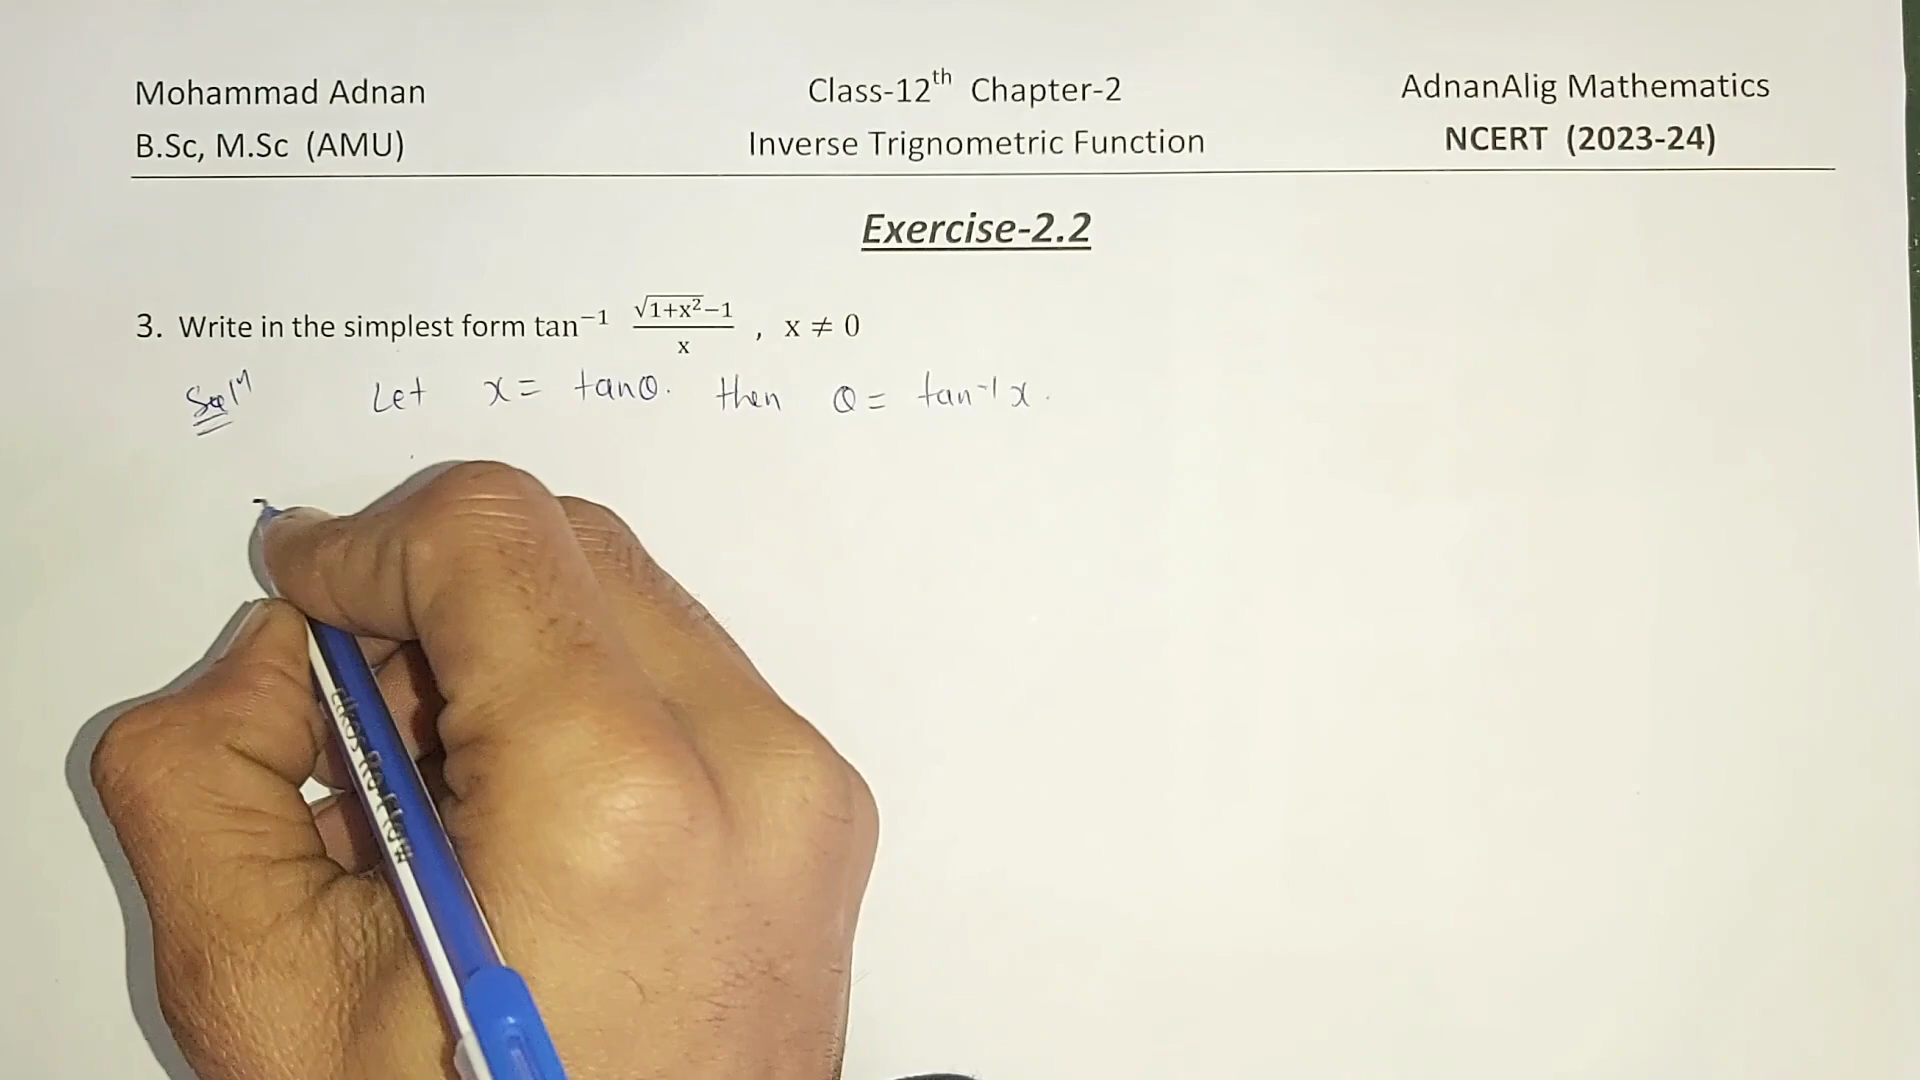 Mohammad Adnan
B.Sc, M.Sc (AMU)
Class-12th Chapter-2
Inverse Trignometric Function
AdnanAlig Mathematics
NCERT (2023-24)
Exercise-2.2
3. Write in the simplest form tan⁻¹ (√(1+x²)−1)/x , x ≠ 0
Solⁿ Let x = tanθ. then θ = tan⁻¹x.